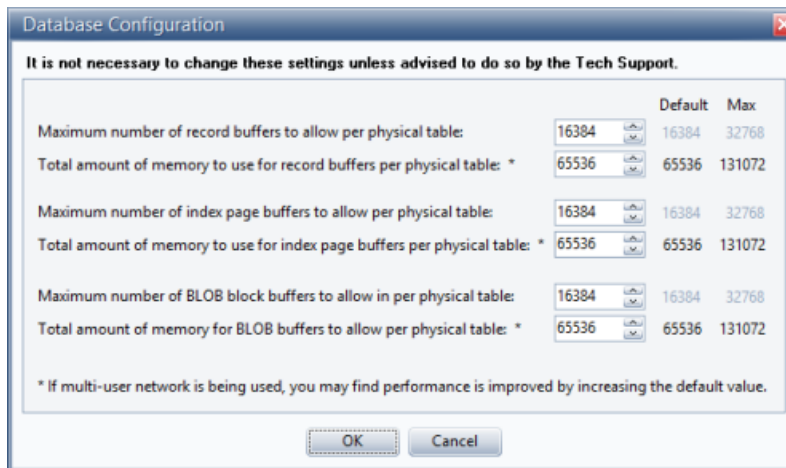 Database Configuration
It is not necessary to change these settings unless advised to do so by the Tech Support.
Default Max
Maximum number of record buffers to allow per physical table: 16384 16384 32768
Total amount of memory to use for record buffers per physical table: * 65536 65536 131072
Maximum number of index page buffers to allow per physical table: 16384 16384 32768
Total amount of memory to use for index page buffers per physical table: * 65536 65536 131072
Maximum number of BLOB block buffers to allow in per physical table: 16384 16384 32768
Total amount of memory for BLOB buffers to allow per physical table: * 65536 65536 131072
* If multi-user network is being used, you may find performance is improved by increasing the default value.
OK Cancel